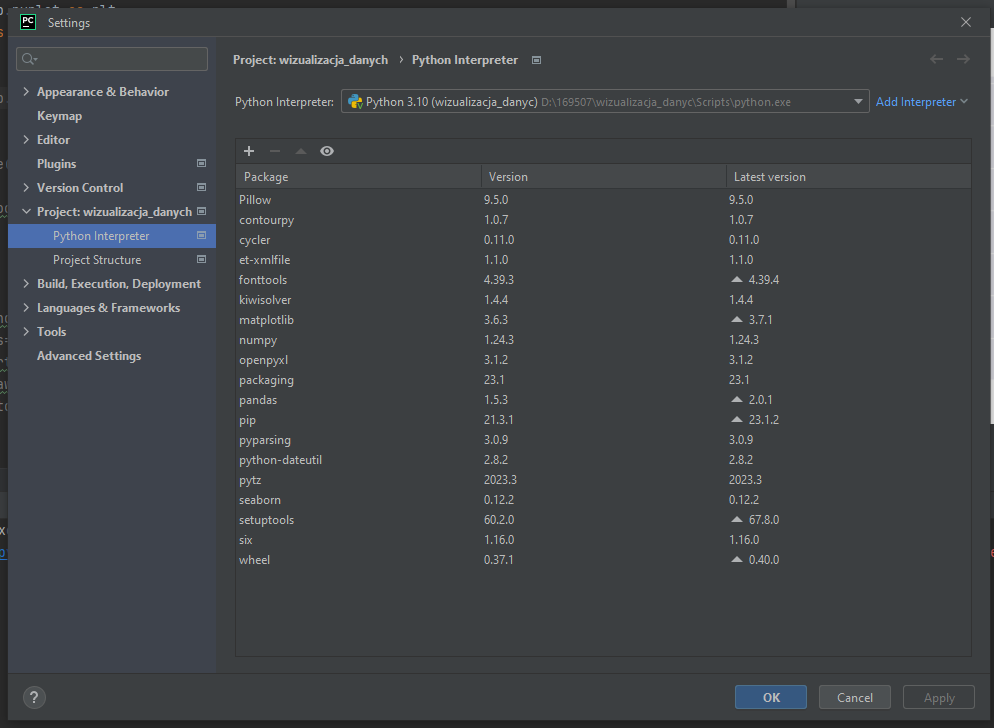 PC Settings
Project: wizualizacja_danych › Python Interpreter
Python Interpreter: Python 3.10 (wizualizacja_danyc) D:\169507\wizualizacja_danyc\Scripts\python.exe Add Interpreter
Appearance & Behavior
Keymap
Editor
Plugins
Version Control
Project: wizualizacja_danych
Python Interpreter
Project Structure
Build, Execution, Deployment
Languages & Frameworks
Tools
Advanced Settings
Package Version Latest version
Pillow 9.5.0 9.5.0
contourpy 1.0.7 1.0.7
cycler 0.11.0 0.11.0
et-xmlfile 1.1.0 1.1.0
fonttools 4.39.3 4.39.4
kiwisolver 1.4.4 1.4.4
matplotlib 3.6.3 3.7.1
numpy 1.24.3 1.24.3
openpyxl 3.1.2 3.1.2
packaging 23.1 23.1
pandas 1.5.3 2.0.1
pip 21.3.1 23.1.2
pyparsing 3.0.9 3.0.9
python-dateutil 2.8.2 2.8.2
pytz 2023.3 2023.3
seaborn 0.12.2 0.12.2
setuptools 60.2.0 67.8.0
six 1.16.0 1.16.0
wheel 0.37.1 0.40.0
? OK Cancel Apply